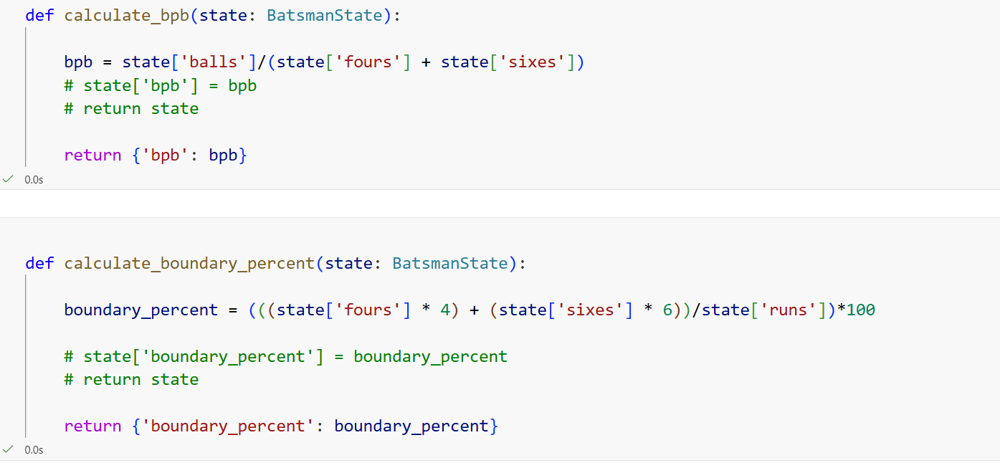 def calculate_bpb(state: BatsmanState):
bpb = state['balls']/(state['fours'] + state['sixes'])
# state['bpb'] = bpb
# return state
return {'bpb': bpb}
0.0s
def calculate_boundary_percent(state: BatsmanState):
boundary_percent = (((state['fours'] * 4) + (state['sixes'] * 6))/state['runs'])*100
# state['boundary_percent'] = boundary_percent
# return state
return {'boundary_percent': boundary_percent}
0.0s